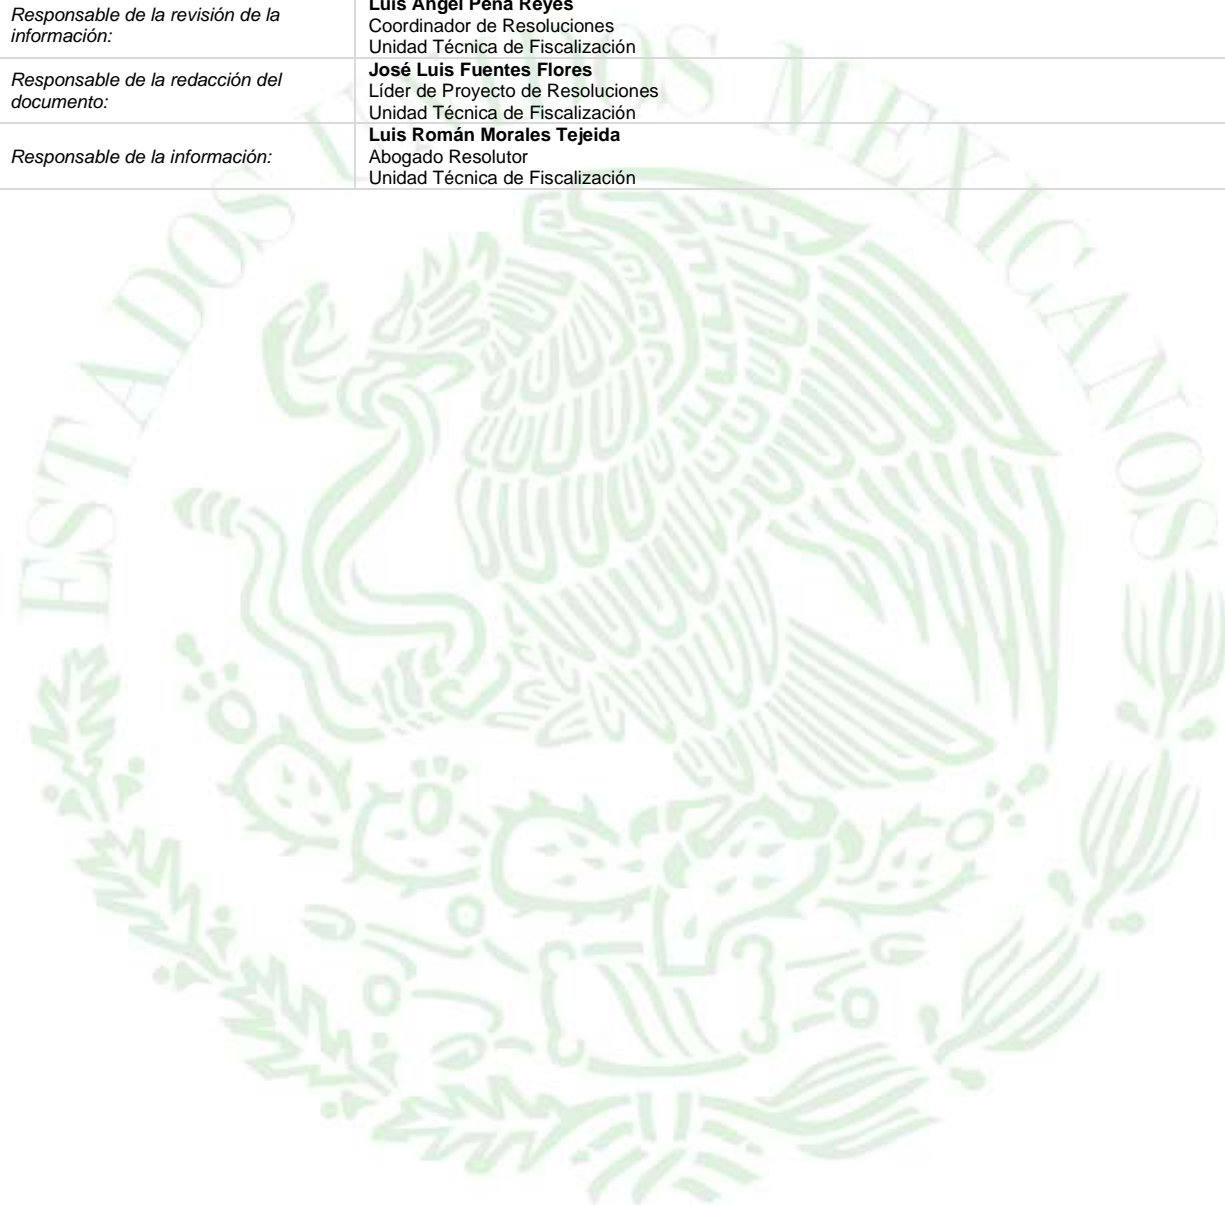 Responsable de la revisión de la
información:
Luis Ángel Peña Reyes
Coordinador de Resoluciones
Unidad Técnica de Fiscalización
Responsable de la redacción del
documento:
José Luis Fuentes Flores
Líder de Proyecto de Resoluciones
Unidad Técnica de Fiscalización
Responsable de la información:
Luis Román Morales Tejeida
Abogado Resolutor
Unidad Técnica de Fiscalización
ESTADOS UNIDOS MEXICANOS